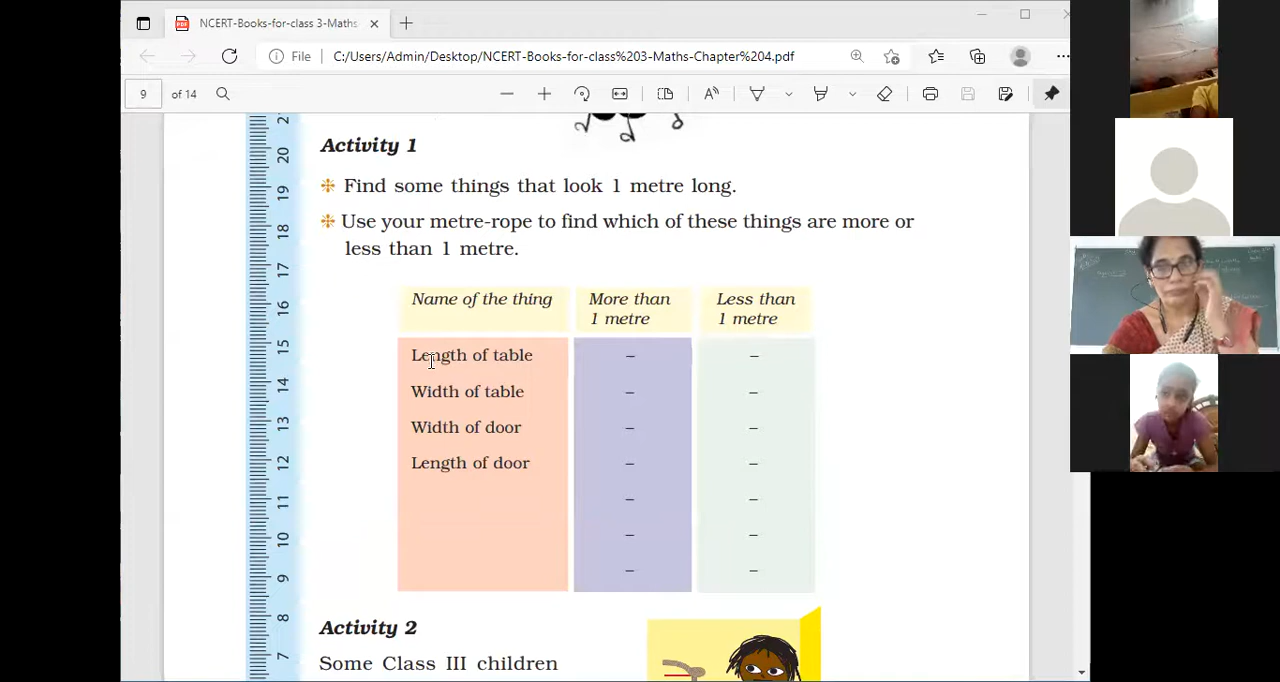 NCERT-Books-for-class 3-Maths-
File C:/Users/Admin/Desktop/NCERT-Books-for-class%203-Maths-Chapter%204.pdf
9 of 14
Activity 1
Find some things that look 1 metre long.
Use your metre-rope to find which of these things are more or
less than 1 metre.
Name of the thing More than 1 metre Less than 1 metre
Length of table – –
Width of table – –
Width of door – –
Length of door – –
– –
– –
– –
Activity 2
Some Class III children
2
20
19
18
17
16
15
14
13
12
11
10
9
8
7